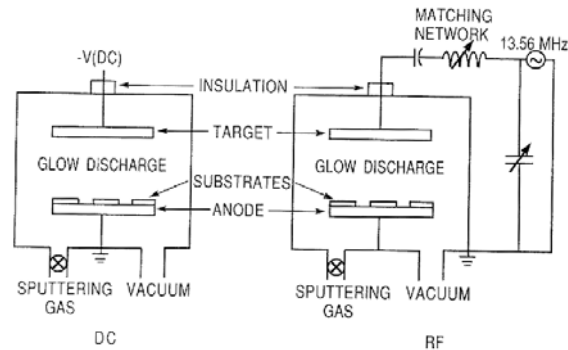 MATCHING
NETWORK
13.56 MHz
-V(DC)
INSULATION
TARGET
GLOW DISCHARGE
GLOW DISCHARGE
SUBSTRATES
ANODE
SPUTTERING
GAS
VACUUM
SPUTTERING
GAS
VACUUM
DC
RF